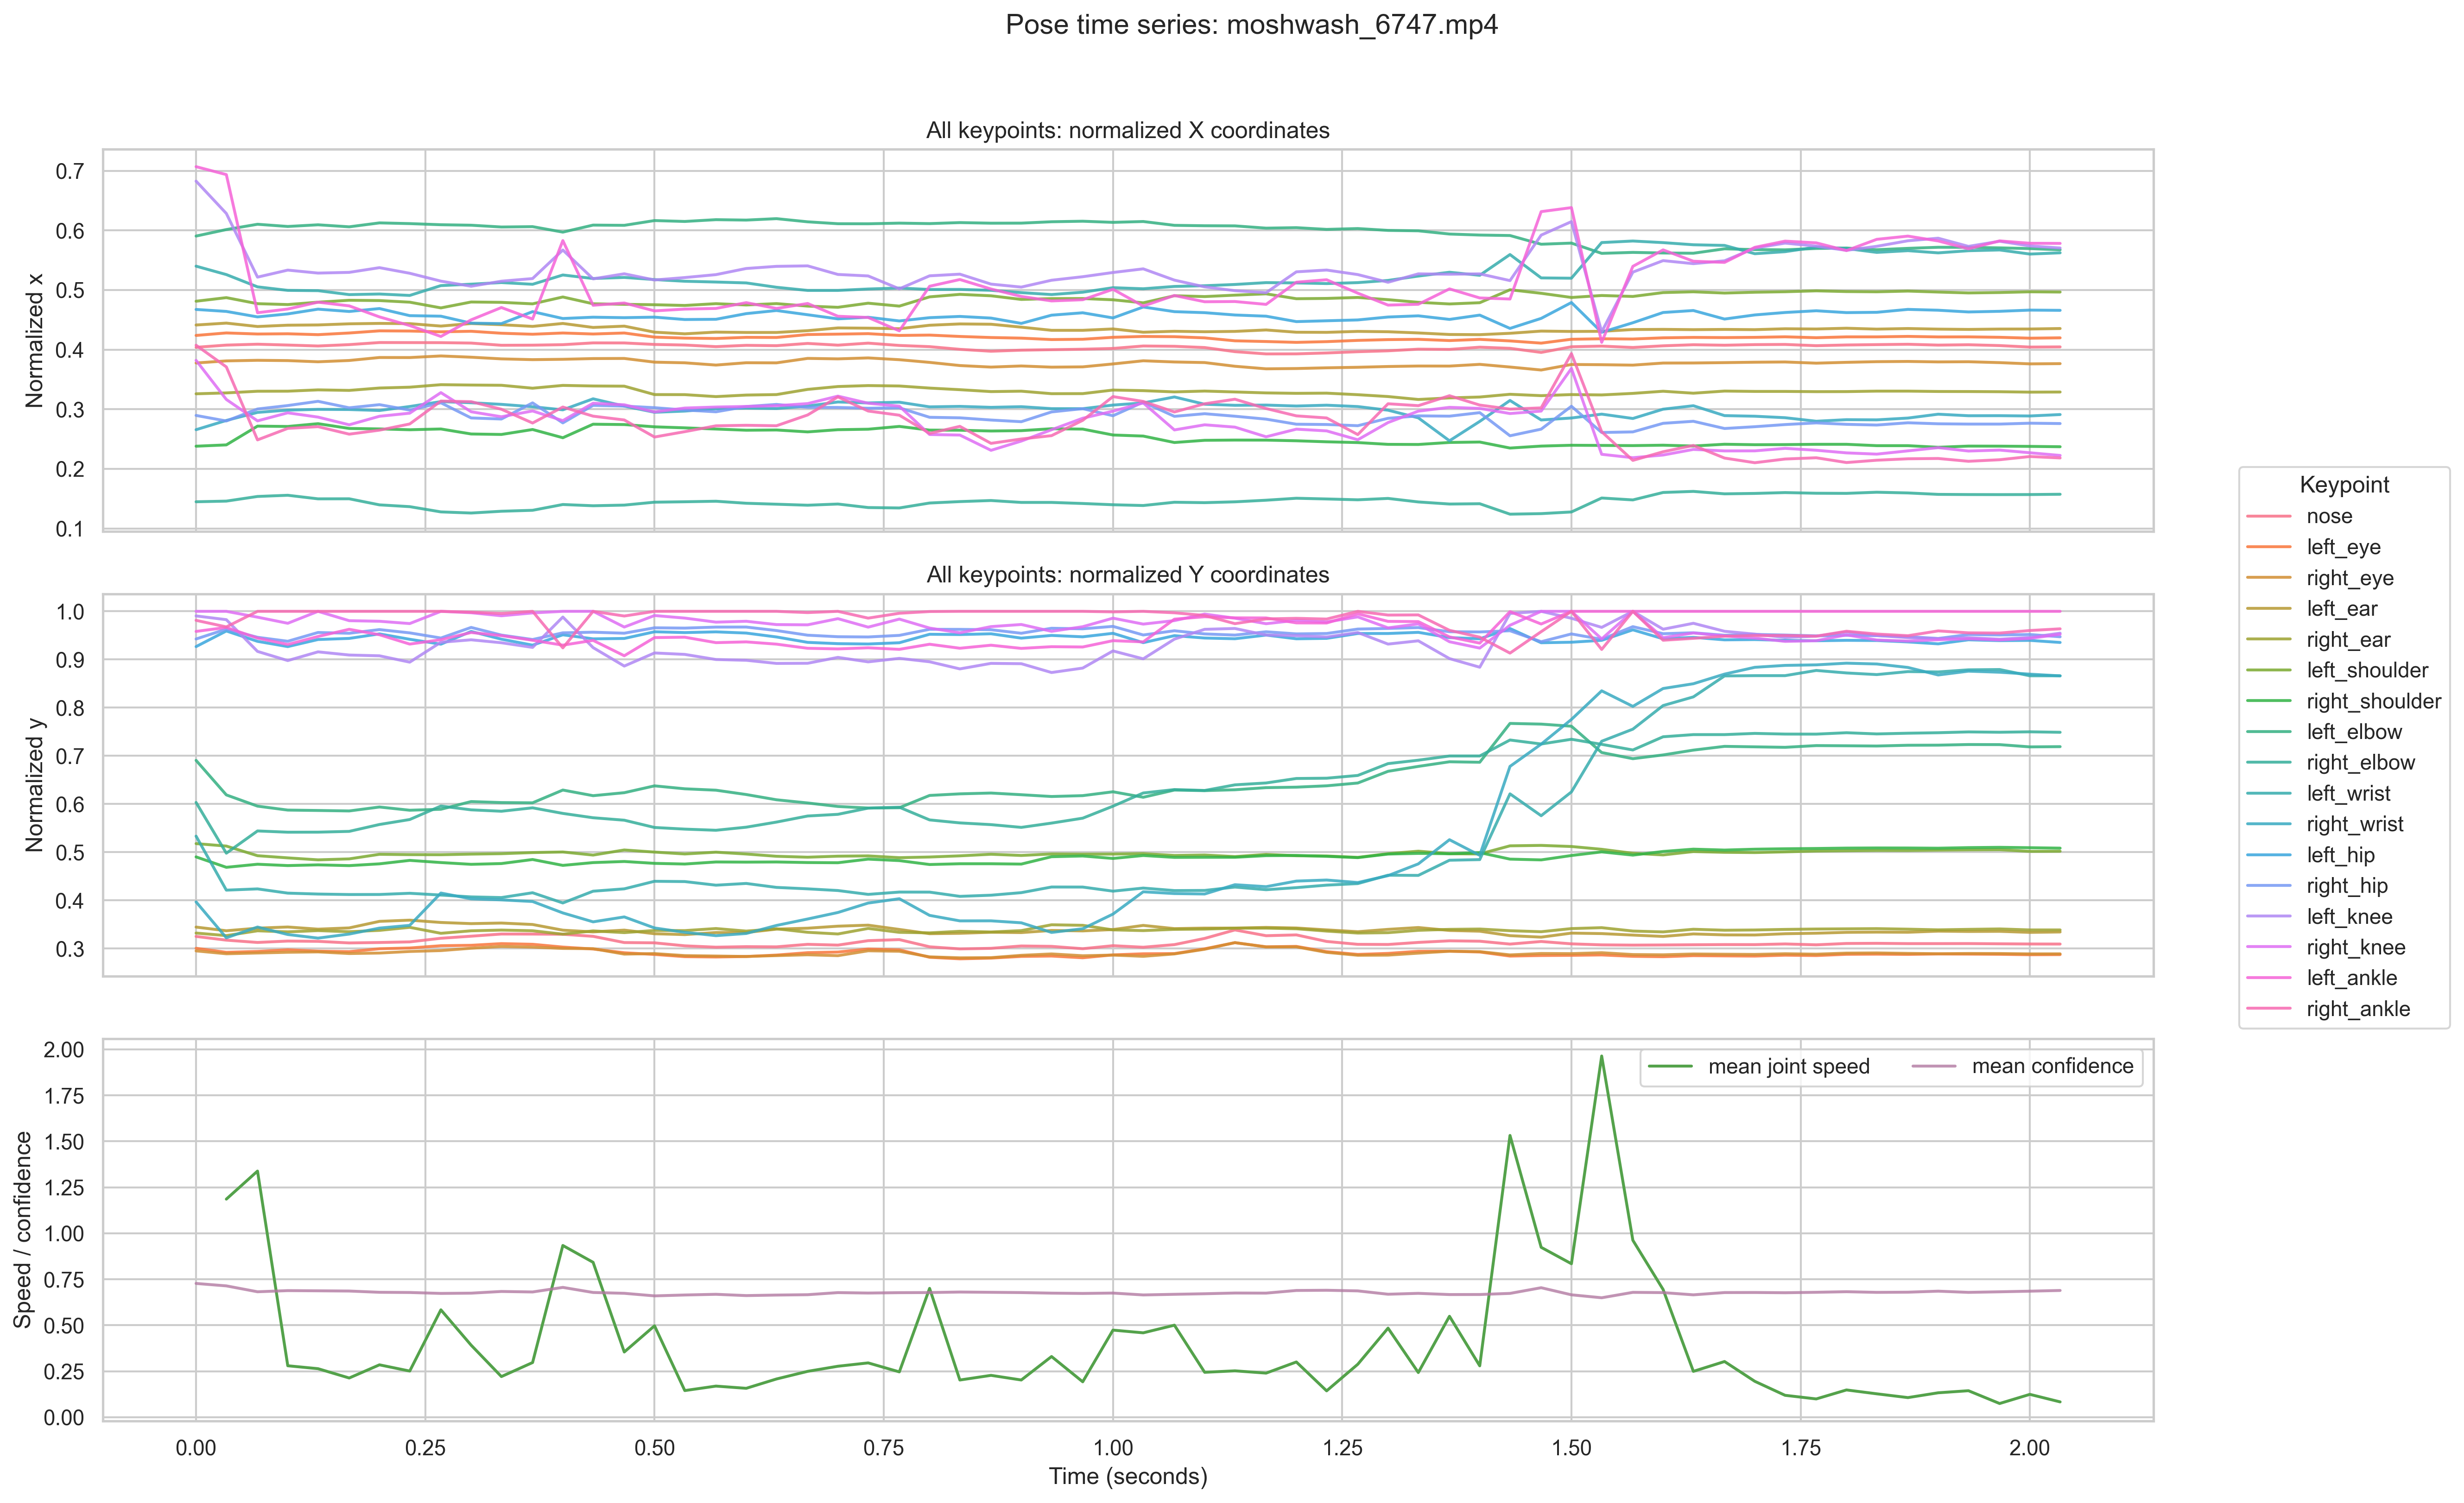 Pose time series: moshwash_6747.mp4
All keypoints: normalized X coordinates
Normalized x
0.7
0.6
0.5
0.4
0.3
0.2
0.1
All keypoints: normalized Y coordinates
Normalized y
1.0
0.9
0.8
0.7
0.6
0.5
0.4
0.3
Keypoint
nose
left_eye
right_eye
left_ear
right_ear
left_shoulder
right_shoulder
left_elbow
right_elbow
left_wrist
right_wrist
left_hip
right_hip
left_knee
right_knee
left_ankle
right_ankle
Speed / confidence
2.00
1.75
1.50
1.25
1.00
0.75
0.50
0.25
0.00
mean joint speed mean confidence
0.00 0.25 0.50 0.75 1.00 1.25 1.50 1.75 2.00
Time (seconds)